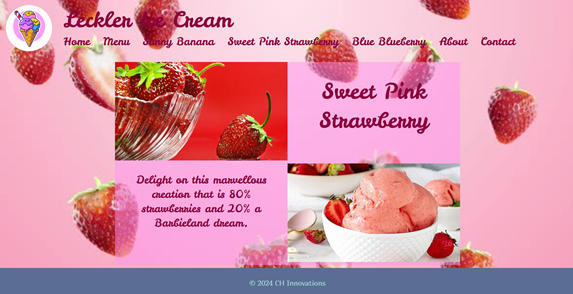 Leckler Ice Cream
Home Menu Sunny Banana Sweet Pink Strawberry Blue Blueberry About Contact
Sweet Pink
Strawberry
Delight on this marvellous
creation that is 80%
strawberries and 20% a
Barbieland dream.
© 2024 CH Innovations